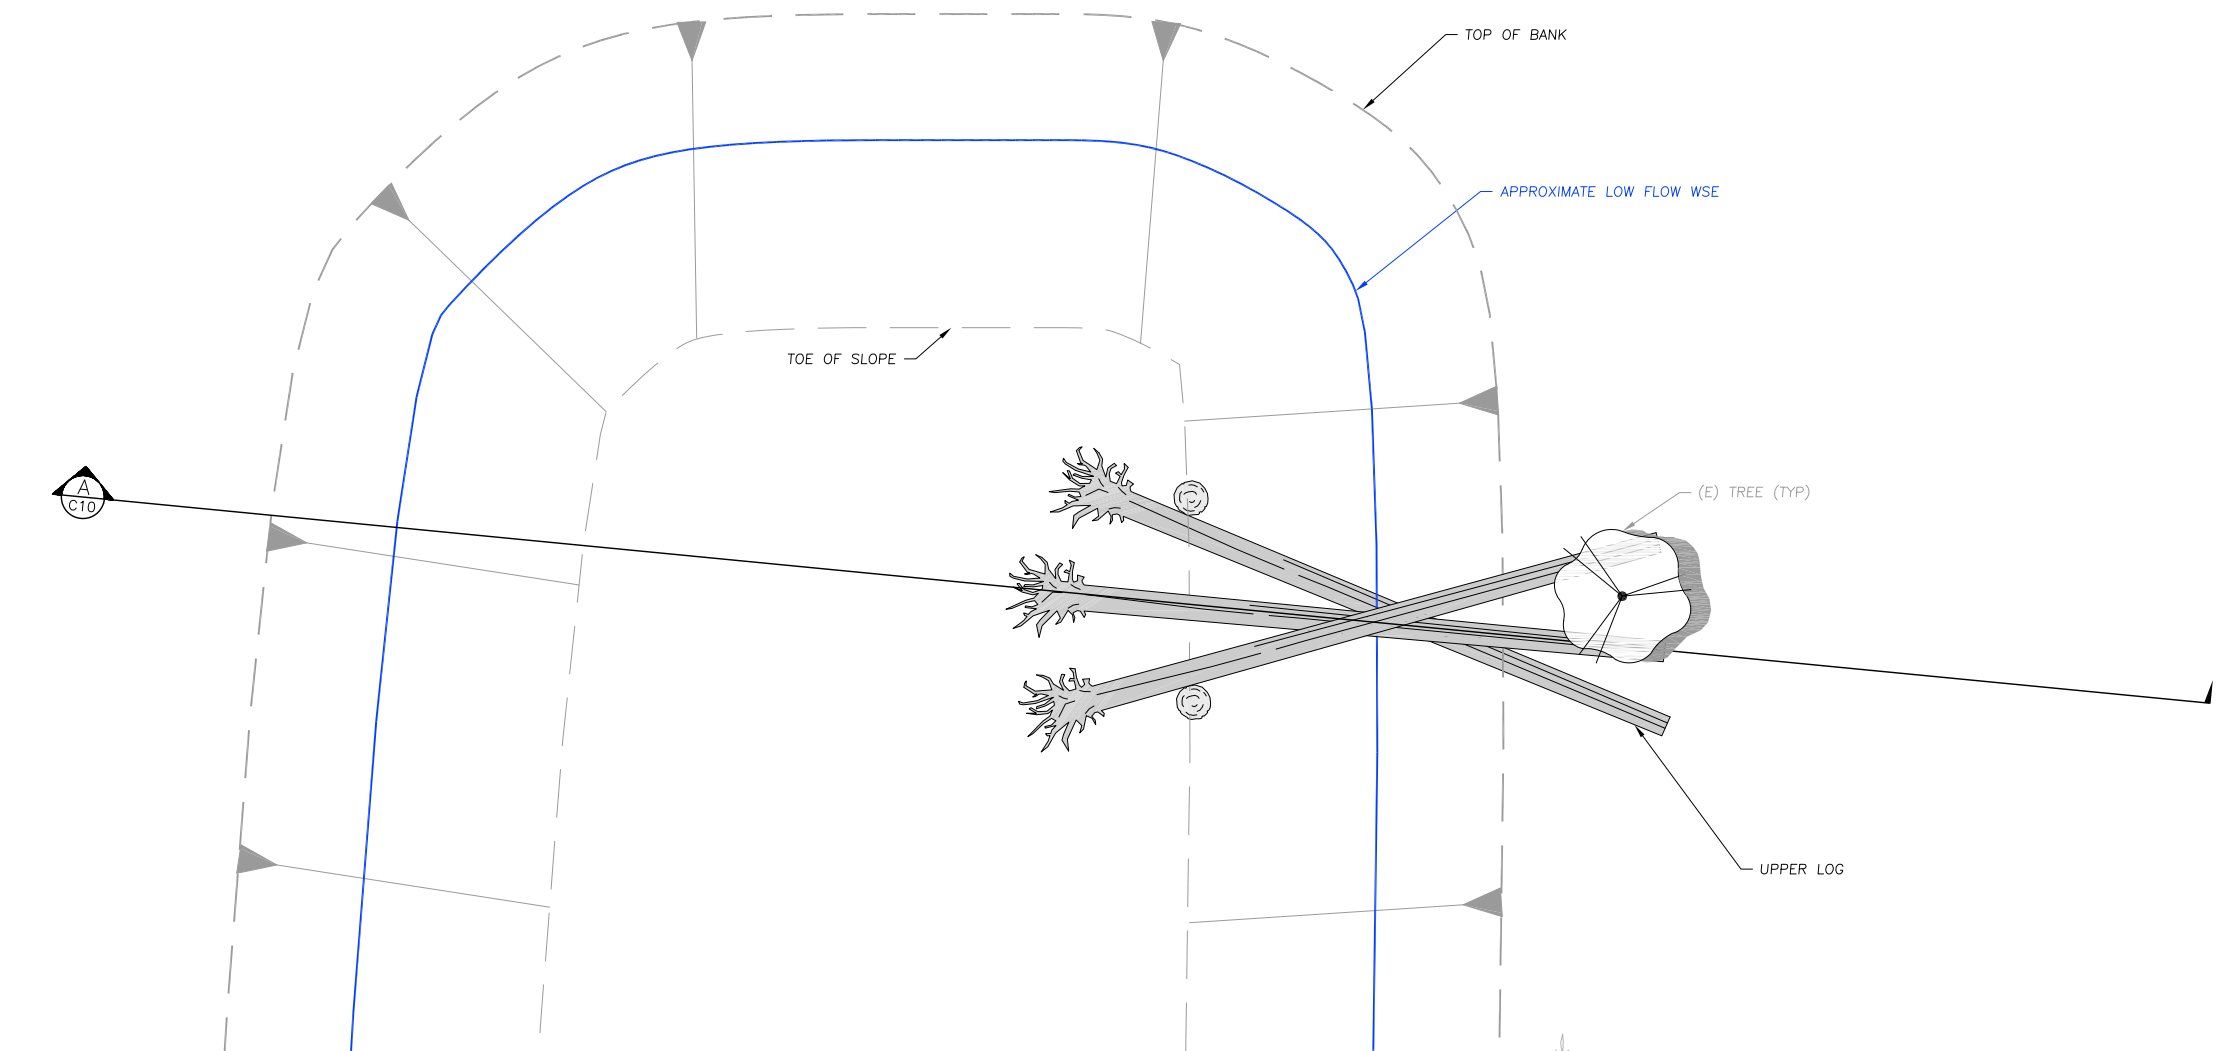 TOP OF BANK
APPROXIMATE LOW FLOW WSE
TOE OF SLOPE
A
C10
(E) TREE (TYP)
UPPER LOG